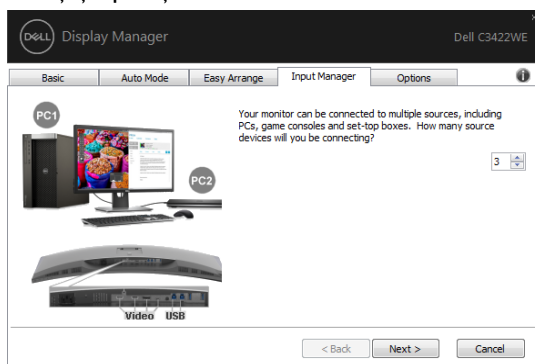 DELL Display Manager
Dell C3422WE
Basic
Auto Mode
Easy Arrange
Input Manager
Options
PC1
PC2
Your monitor can be connected to multiple sources, including
PCs, game consoles and set-top boxes. How many source
devices will you be connecting?
3
Video USB
< Back
Next >
Cancel